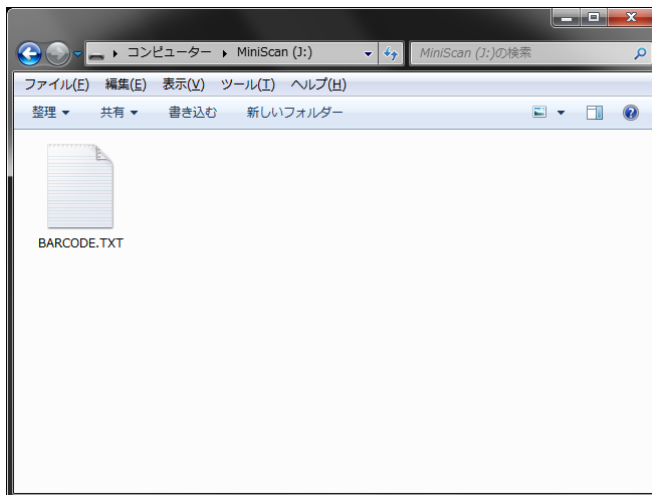 コンピューター MiniScan (J:) MiniScan (J:)の検索
ファイル(F) 編集(E) 表示(V) ツール(T) ヘルプ(H)
整理 共有 書き込む 新しいフォルダー
BARCODE.TXT